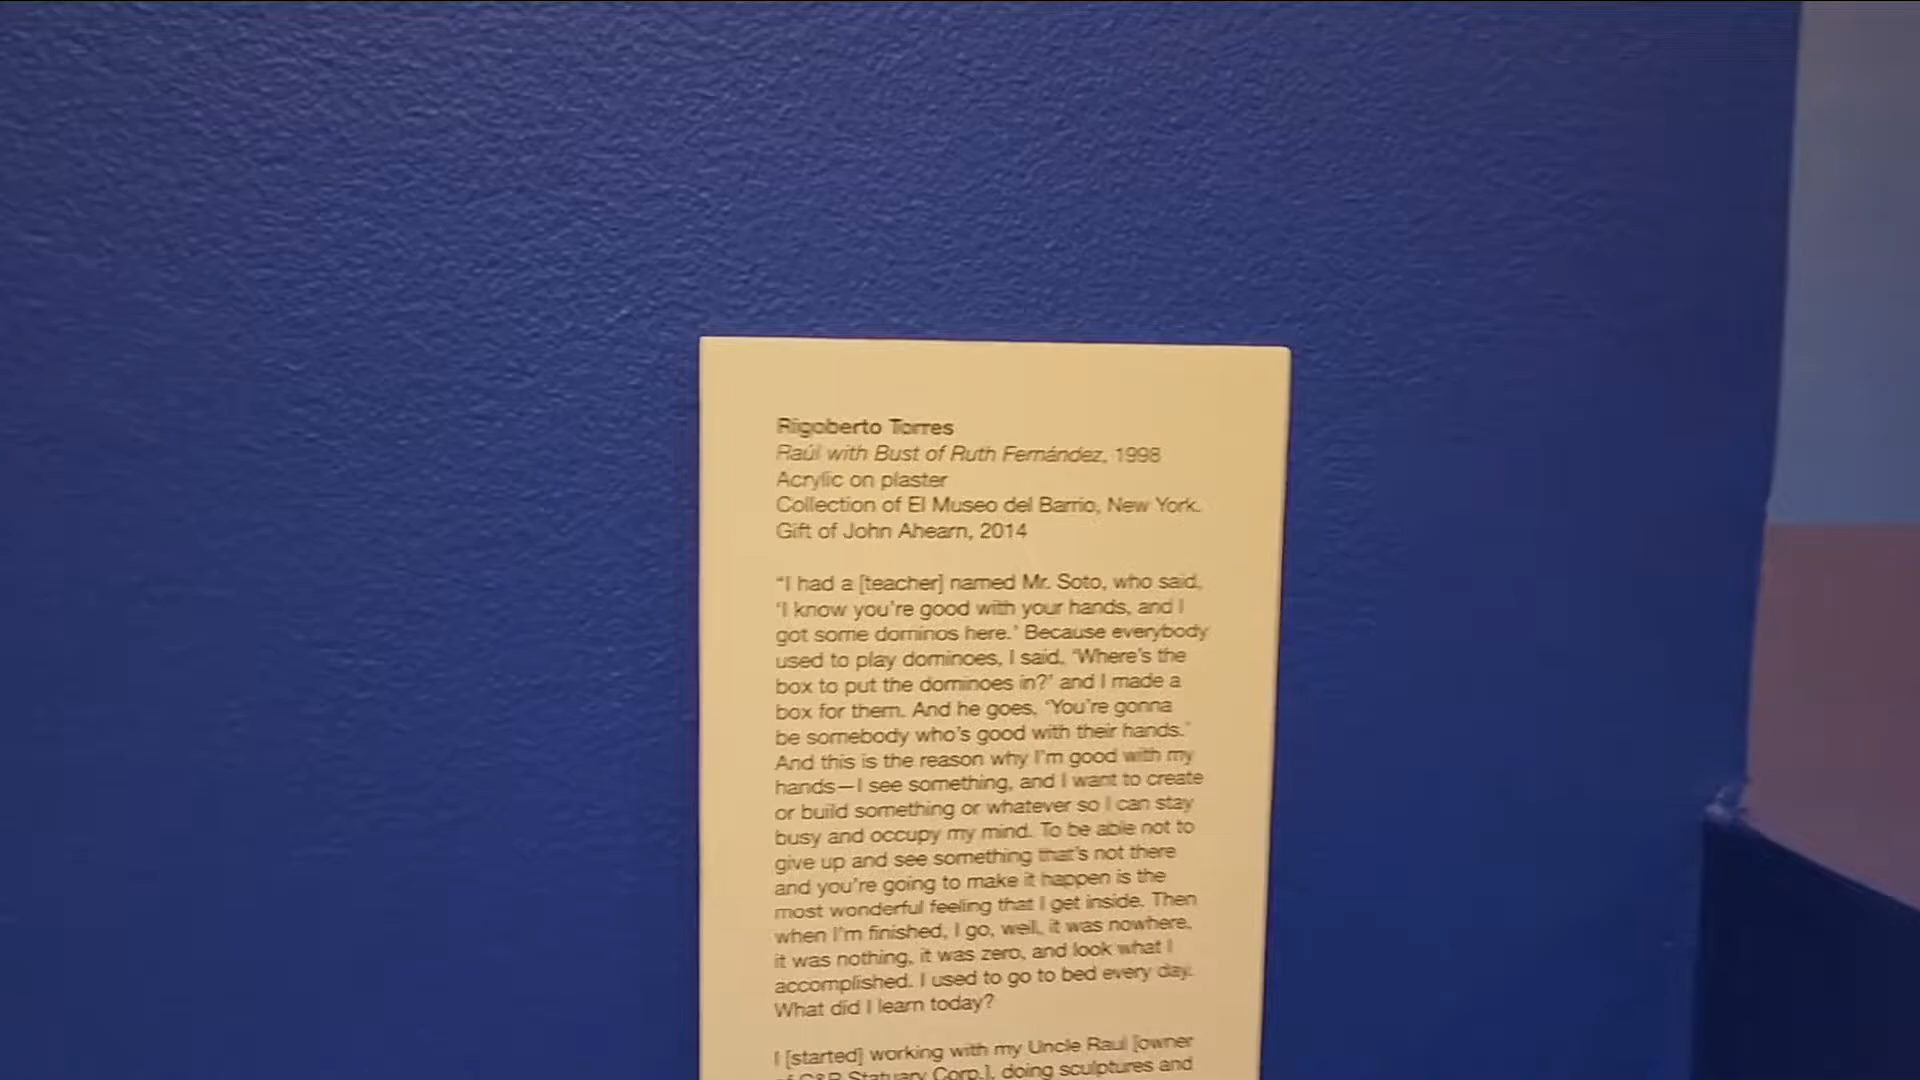 Rigoberto Torres
Raúl with Bust of Ruth Fernández, 1998
Acrylic on plaster
Collection of El Museo del Barrio, New York.
Gift of John Ahearn, 2014
“I had a [teacher] named Mr. Soto, who said,
‘I know you’re good with your hands, and I
got some dominos here.’ Because everybody
used to play dominoes, I said, ‘Where’s the
box to put the dominoes in?’ and I made a
box for them. And he goes, ‘You’re gonna
be somebody who’s good with their hands.’
And this is the reason why I’m good with my
hands—I see something, and I want to create
or build something or whatever so I can stay
busy and occupy my mind. To be able not to
give up and see something that’s not there
and you’re going to make it happen is the
most wonderful feeling that I get inside. Then
when I’m finished, I go, well, it was nowhere,
it was nothing, it was zero, and look what I
accomplished. I used to go to bed every day.
What did I learn today?
I [started] working with my Uncle Raul [owner
of C&R Statuary Corp.], doing sculptures and